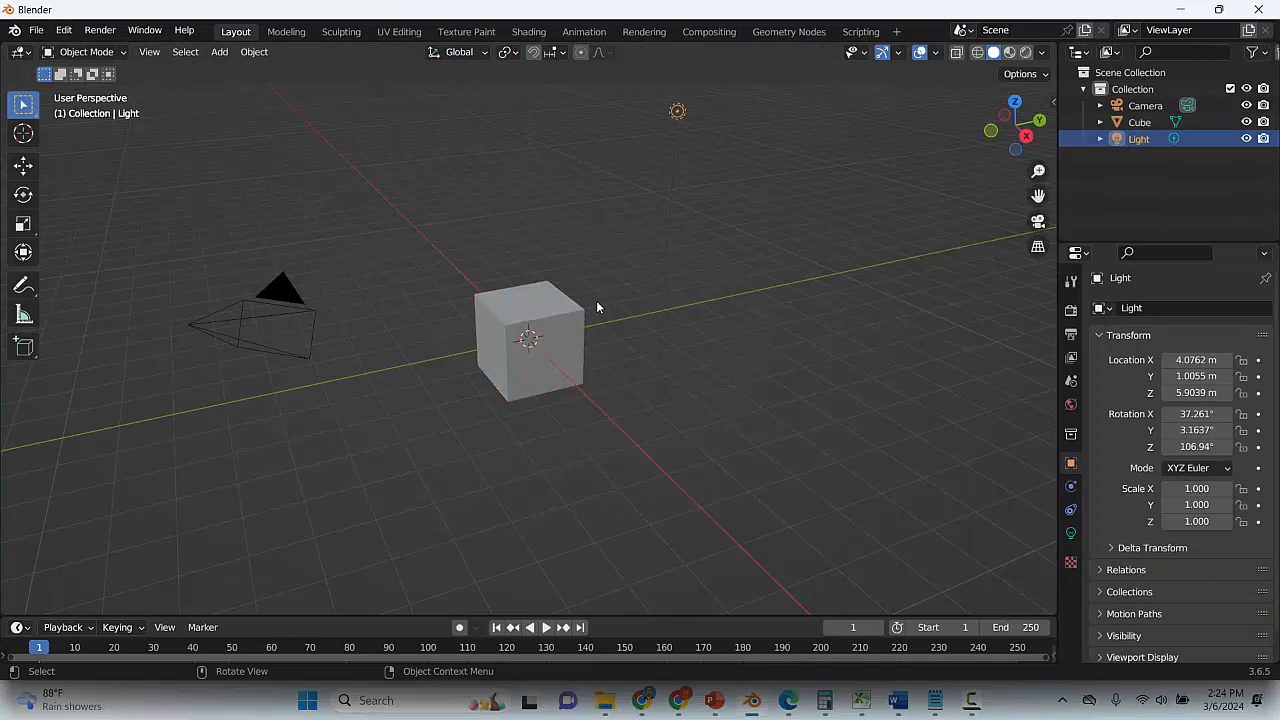 Blender
File Edit Render Window Help Layout Modeling Sculpting UV Editing Texture Paint Shading Animation Rendering Compositing Geometry Nodes Scripting + Scene ViewLayer
Object Mode View Select Add Object Global
Options
User Perspective
(1) Collection | Light
Z
Y
X
Scene Collection
Collection
Camera
Cube
Light
Light
Light
Transform
Location X 4.0762 m
Y 1.0055 m
Z 5.9039 m
Rotation X 37.261°
Y 3.1637°
Z 106.94°
Mode XYZ Euler
Scale X 1.000
Y 1.000
Z 1.000
Delta Transform
Relations
Collections
Motion Paths
Visibility
Viewport Display
Playback Keying View Marker 1 Start 1 End 250
1 10 20 30 40 50 60 70 80 90 100 110 120 130 140 150 160 170 180 190 200 210 220 230 240 250
Select Rotate View Object Context Menu 3.6.5
88°F
Rain showers
Search
2:24 PM
3/6/2024